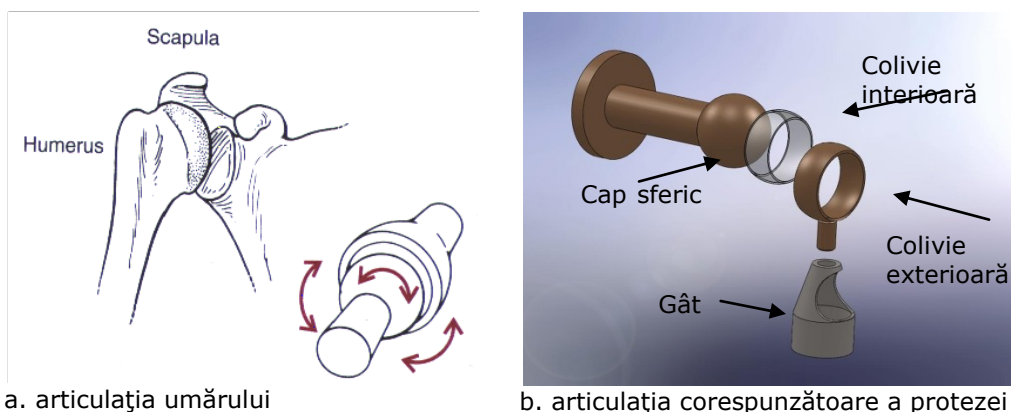 Scapula
Humerus
Colivie
interioară
Cap sferic
Colivie
exterioară
Gât
a. articulaţia umărului
b. articulaţia corespunzătoare a protezei